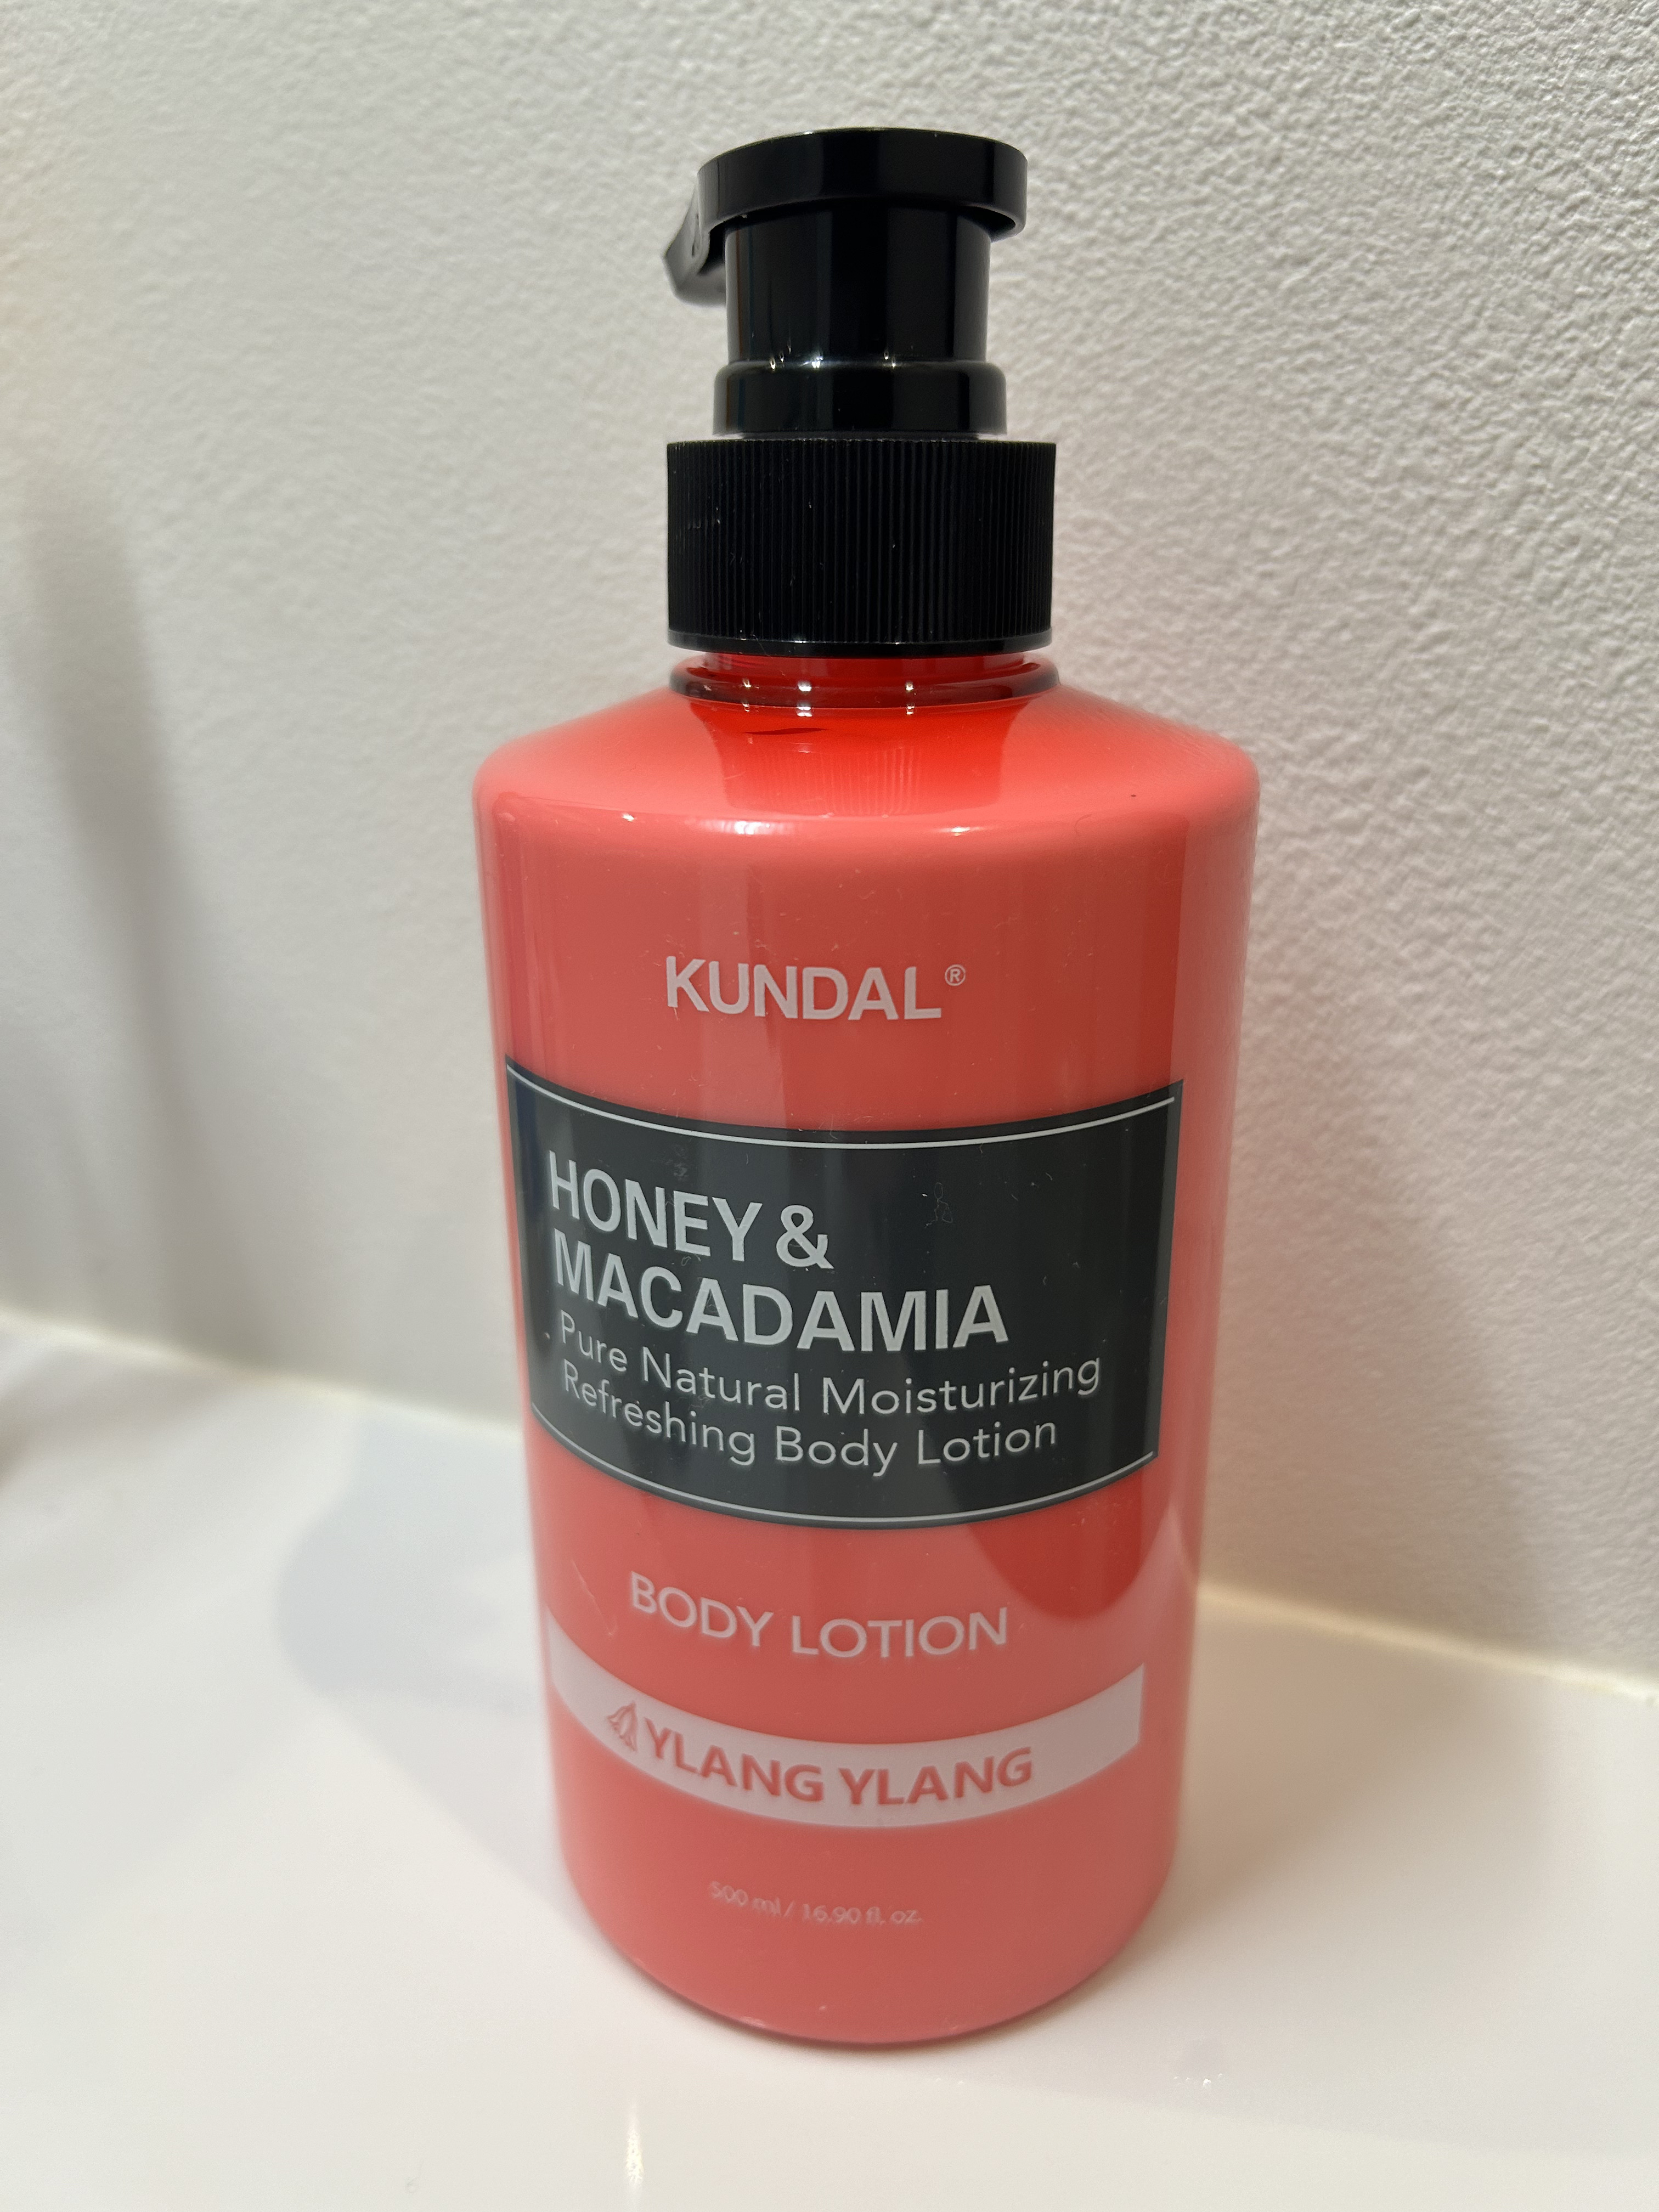 KUNDAL®
HONEY &
MACADAMIA
Pure Natural Moisturizing
Refreshing Body Lotion
BODY LOTION
YLANG YLANG
500 ml / 16.90 fl. oz.